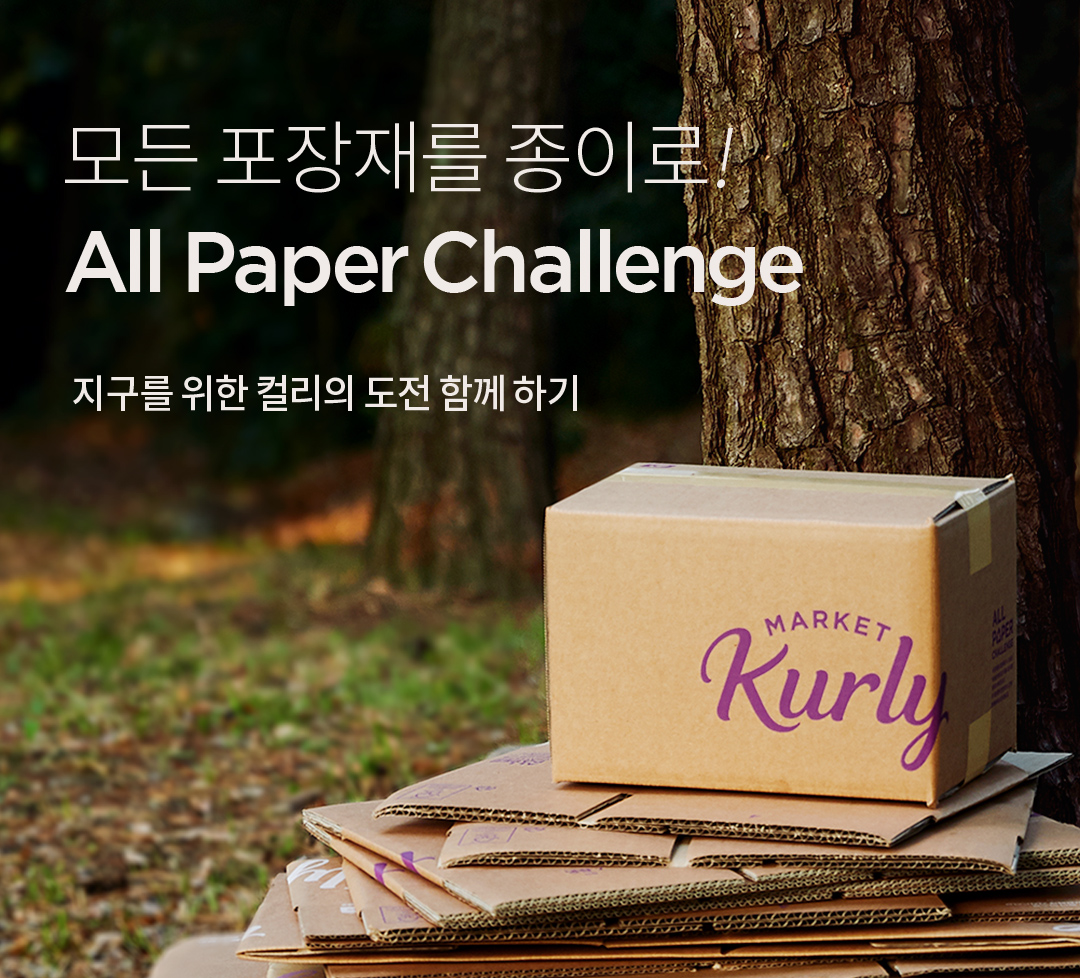 모든 포장재를 종이로!
All Paper Challenge
지구를 위한 컬리의 도전 함께 하기
MARKET
Kurly
ALL
PAPER
CHALLENGE